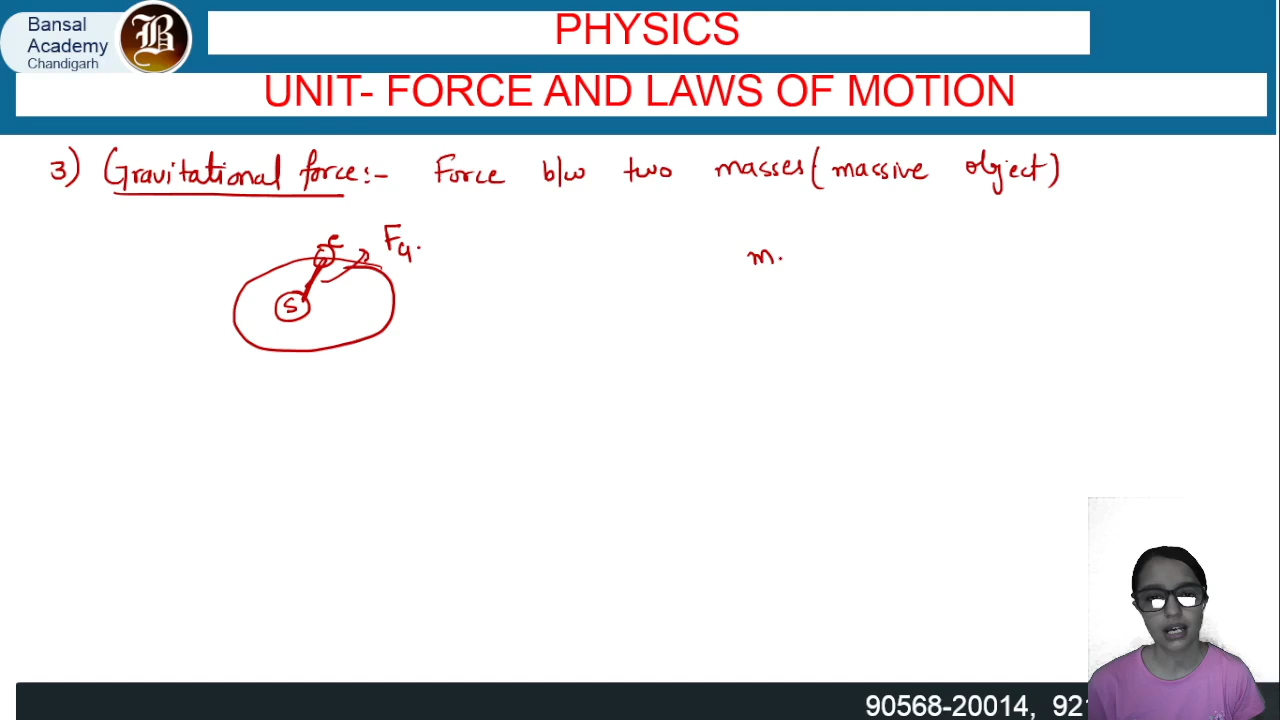 Bansal
Academy
Chandigarh
B
PHYSICS
UNIT- FORCE AND LAWS OF MOTION
3) Gravitational force:- Force b/w two masses (massive object)
e
FG.
S
m.
90568-20014, 92